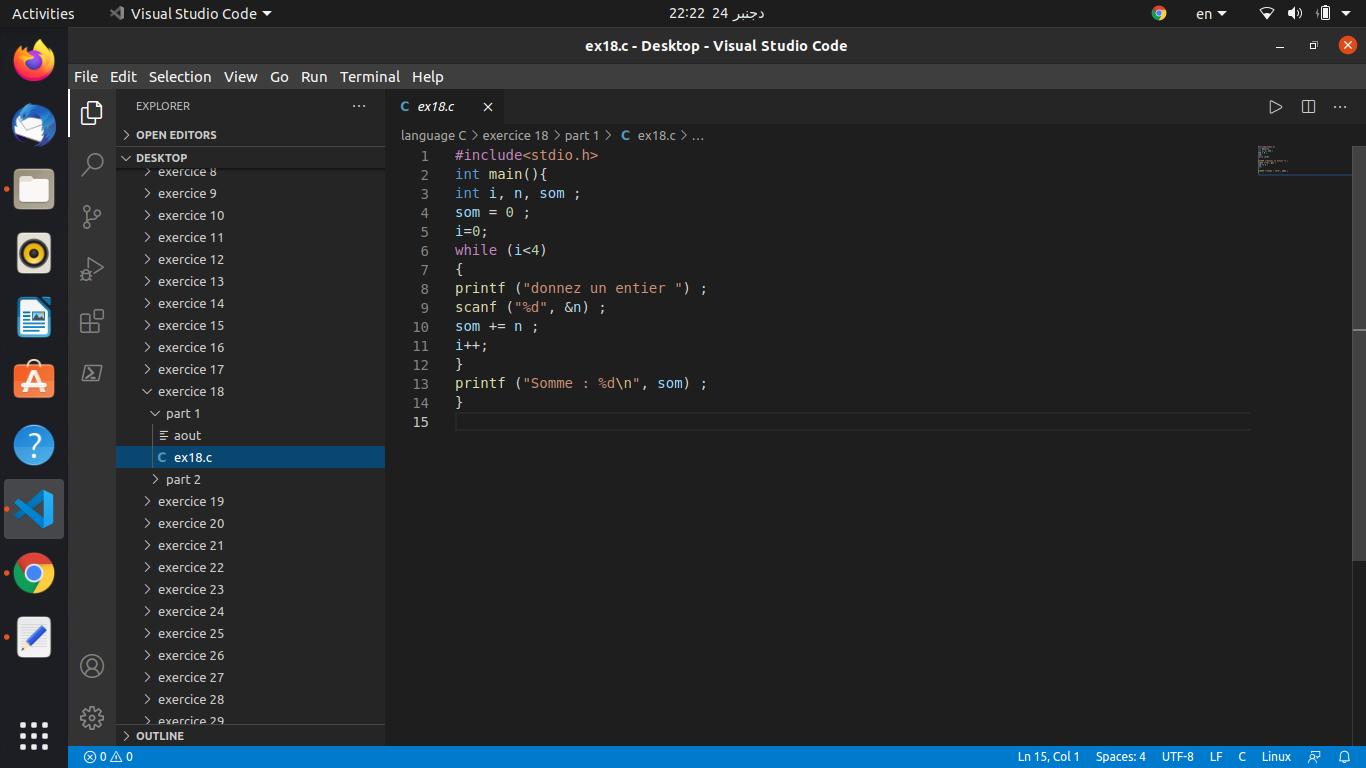 Activities
Visual Studio Code
دجنبر 24 22:22
en
ex18.c - Desktop - Visual Studio Code
File Edit Selection View Go Run Terminal Help
EXPLORER
OPEN EDITORS
DESKTOP
exercice 8
exercice 9
exercice 10
exercice 11
exercice 12
exercice 13
exercice 14
exercice 15
exercice 16
exercice 17
exercice 18
part 1
aout
C ex18.c
part 2
exercice 19
exercice 20
exercice 21
exercice 22
exercice 23
exercice 24
exercice 25
exercice 26
exercice 27
exercice 28
exercice 29
OUTLINE
C ex18.c
language C > exercice 18 > part 1 > C ex18.c > ...
1 #include<stdio.h>
2 int main(){
3 int i, n, som ;
4 som = 0 ;
5 i=0;
6 while (i<4)
7 {
8 printf ("donnez un entier ") ;
9 scanf ("%d", &n) ;
10 som += n ;
11 i++;
12 }
13 printf ("Somme : %d\n", som) ;
14 }
15
0 0
Ln 15, Col 1 Spaces: 4 UTF-8 LF C Linux